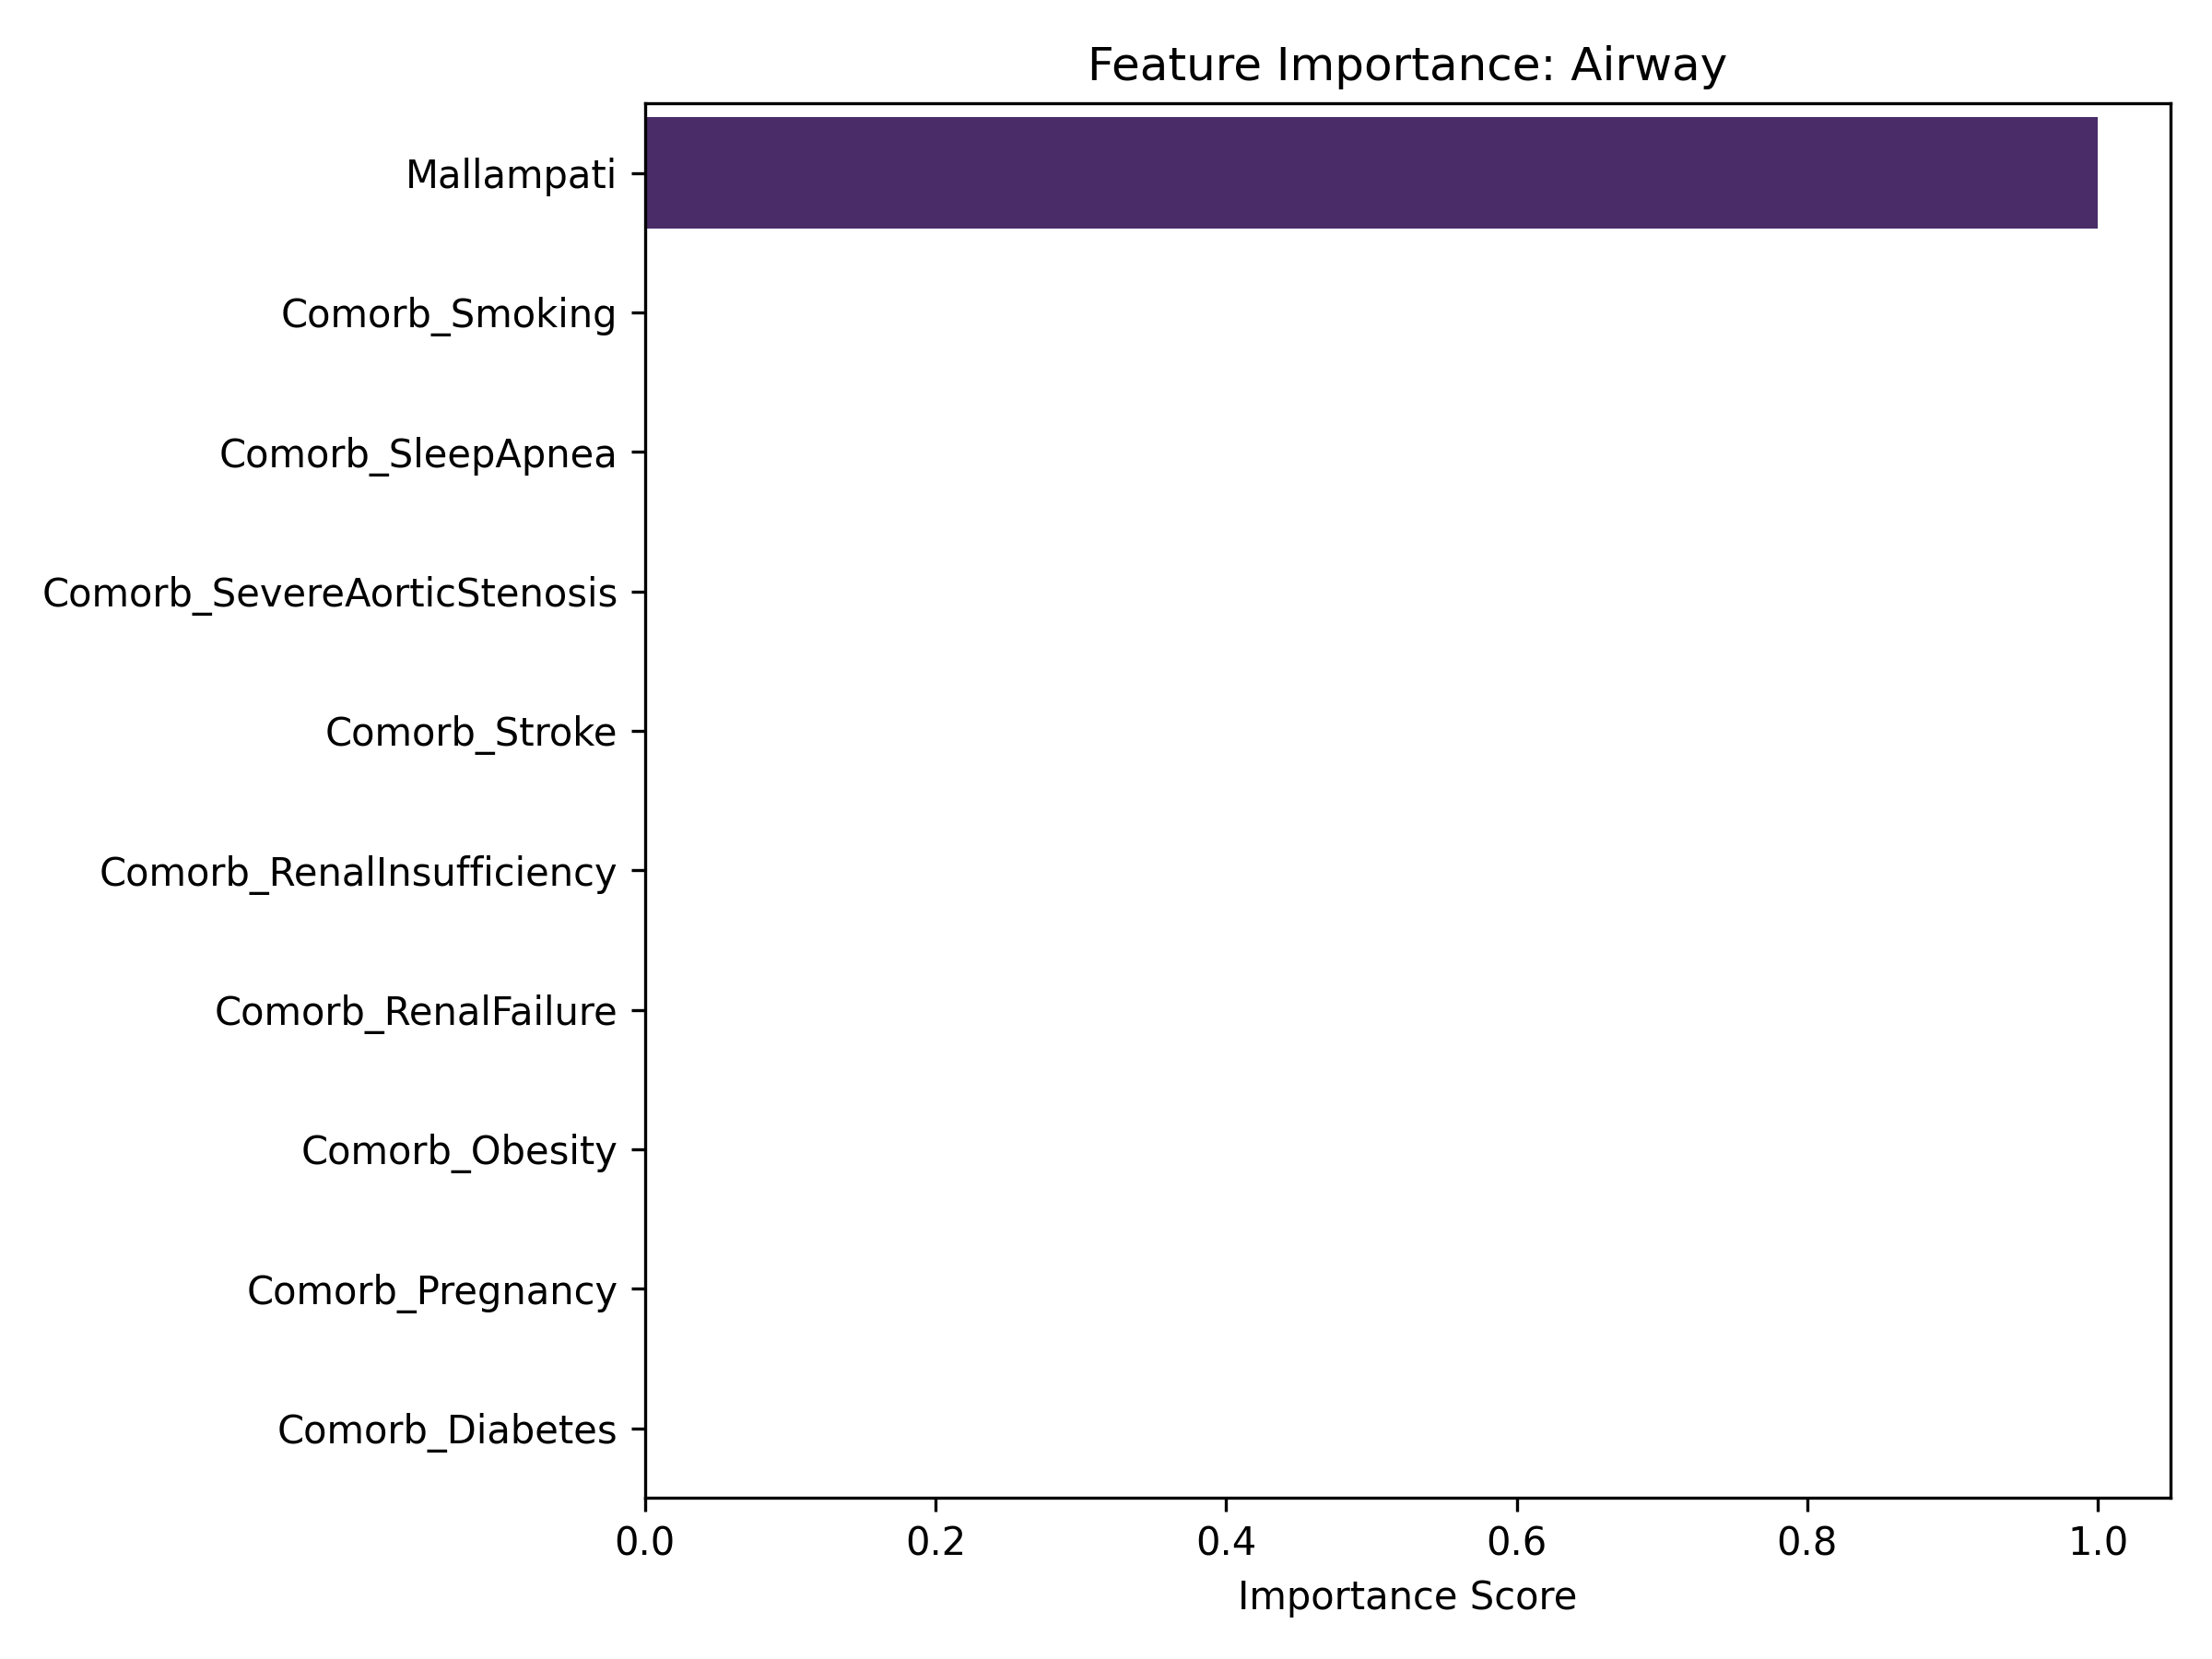 Feature Importance: Airway
Mallampati
Comorb_Smoking
Comorb_SleepApnea
Comorb_SevereAorticStenosis
Comorb_Stroke
Comorb_RenalInsufficiency
Comorb_RenalFailure
Comorb_Obesity
Comorb_Pregnancy
Comorb_Diabetes
0.0 0.2 0.4 0.6 0.8 1.0
Importance Score